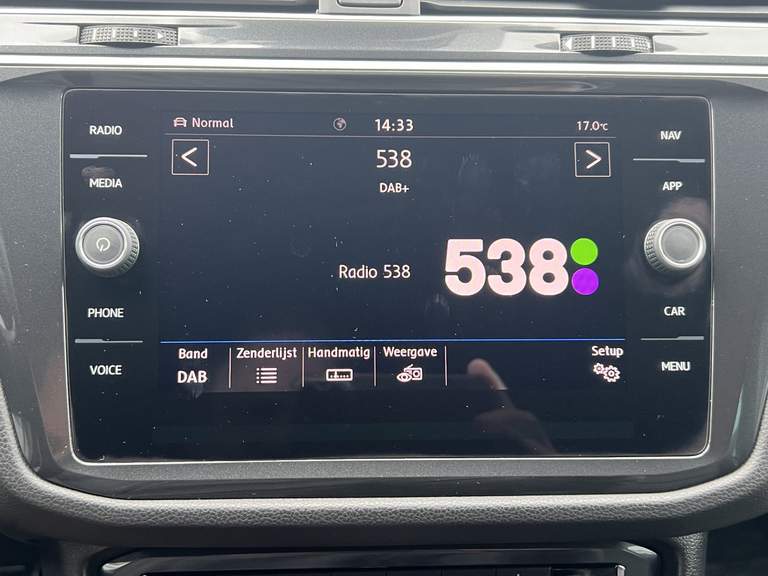 RADIO
MEDIA
PHONE
VOICE
Normal
14:33
17.0°C
538
DAB+
Radio 538
538
Band
DAB
Zenderlijst
Handmatig
Weergave
Setup
NAV
APP
CAR
MENU